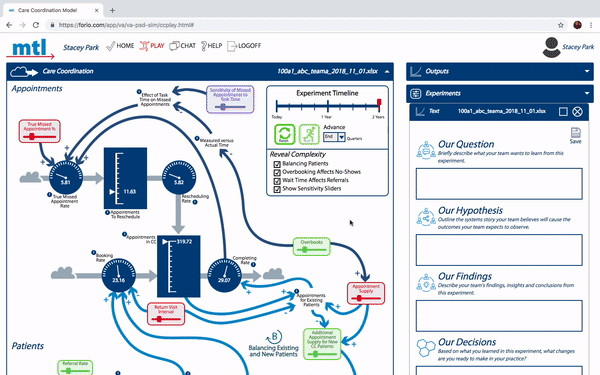 Care Coordination Model
https://forio.com/app/va/va-psd-sim/ccplay.html#
mtl
Stacey Park
HOME
PLAY
CHAT
HELP
LOGOFF
Stacey Park
Care Coordination
100a1_abc_teama_2018_11_01.xlsx
Outputs
Experiments
Text
100a1_abc_teama_2018_11_01.xlsx
Save
Appointments
Effect of Task
Time on Missed
Appointments
Sensitivity of Missed
Appointments to
Task Time
True Missed
Appointment %
Measured versus
Actual Time
Experiment Timeline
Today
1 Year
2 Years
Reset
Advance
End
Quarters
Reveal Complexity
Balancing Patients
Overbooking Affects No-Shows
Wait Time Affects Referrals
Show Sensitivity Sliders
5.81
True Missed
Appointment
Rate
11.63
Appointments
To Reschedule
5.82
Rescheduling
Rate
Appointments
in CC
319.72
Booking
Rate
23.16
Completing
Rate
29.07
Overbooks
Appointment
Supply
Return Visit
Interval
Appointments
for Existing
Patients
Additional
Appointment
Supply for New
CC Patients
B
Balancing Existing
and New Patients
Patients
Referral Rate
Our Question
Briefly describe what your team wants to learn from this
experiment.
Our Hypothesis
Outline the systems story your team believes will cause the
outcomes your team expects to observe.
Our Findings
Describe your team's findings, insights and conclusions from
this experiment.
Our Decisions
Based on what you learned in this experiment, what changes
are you ready to make in your practice?